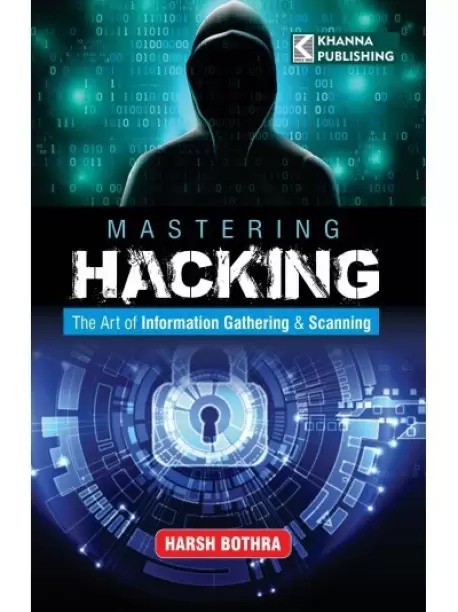 KHANNA
PUBLISHING
MASTERING
HACKING
The Art of Information Gathering & Scanning
HARSH BOTHRA